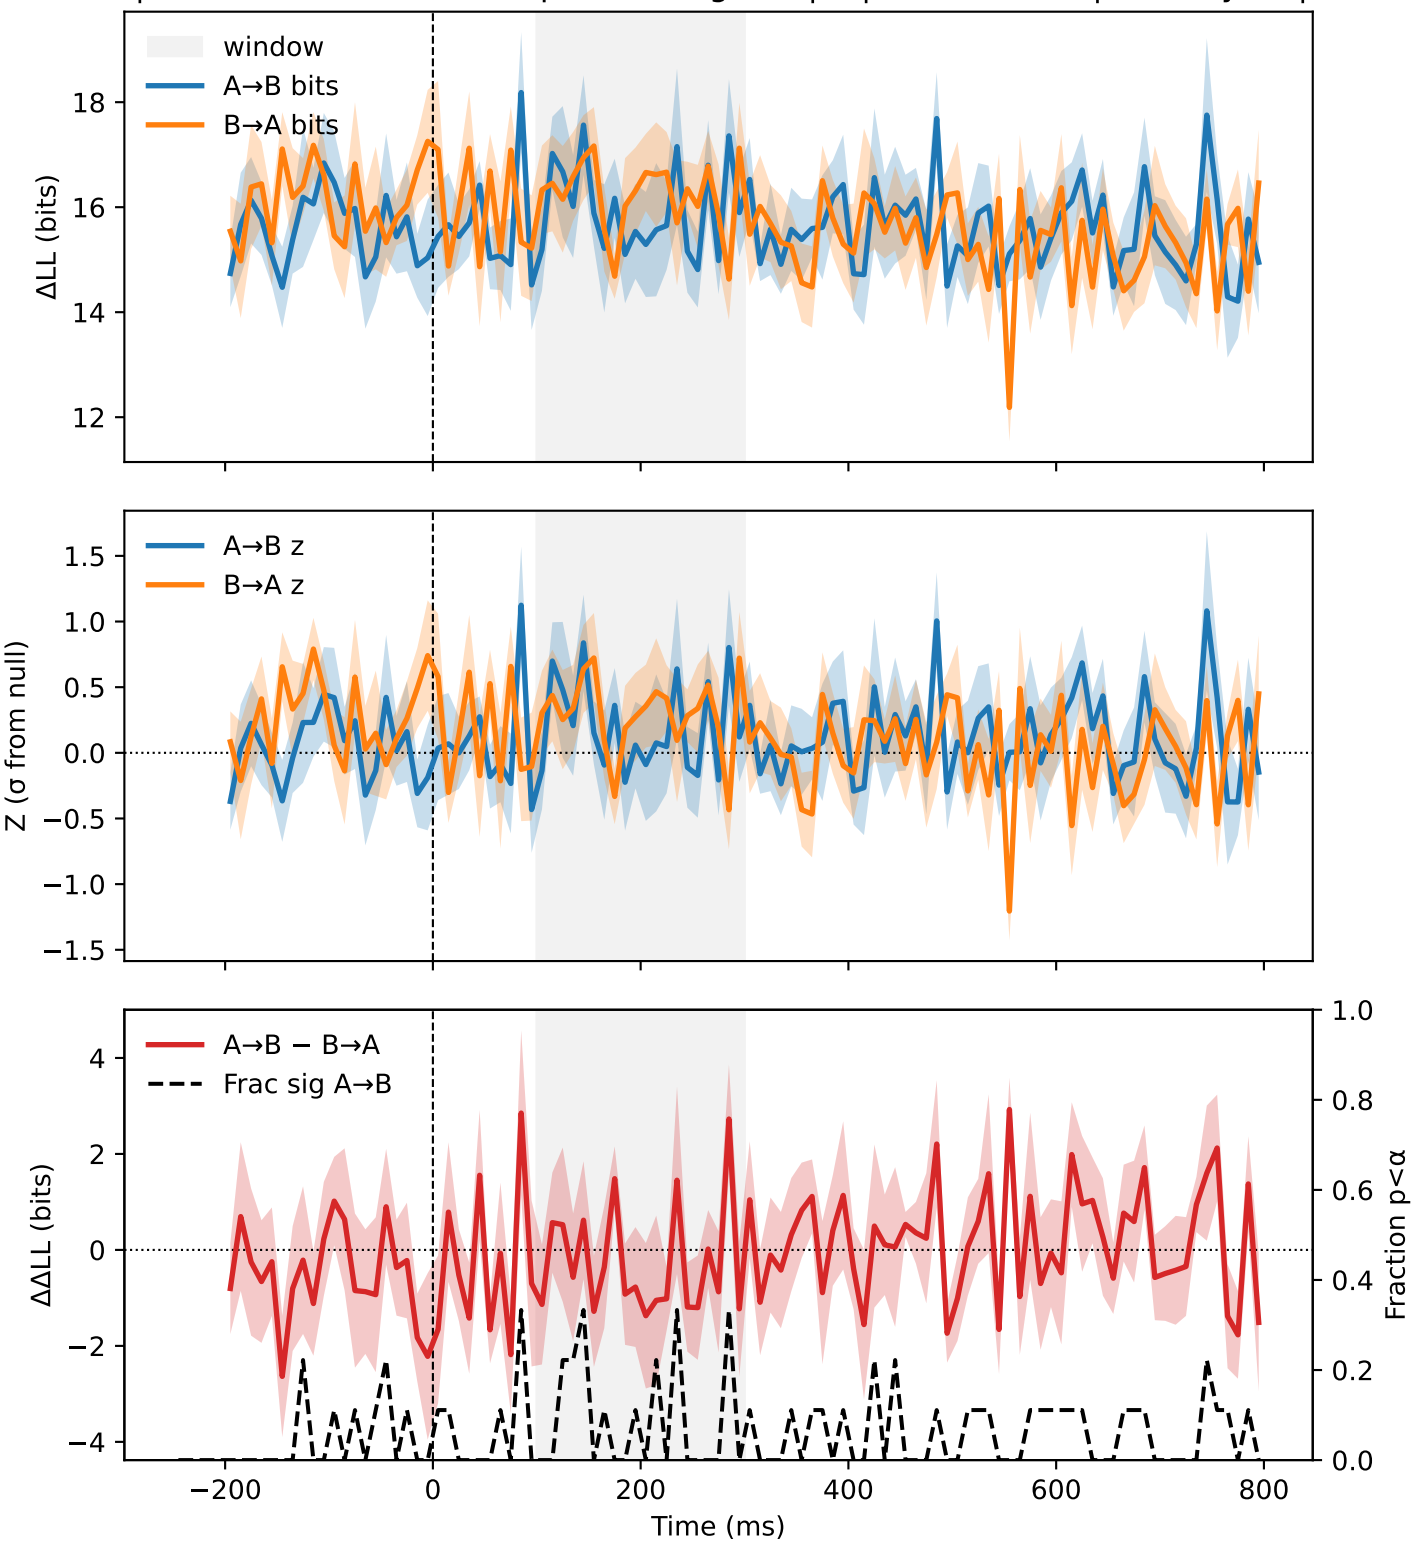 18
16
14
12
ΔLL (bits)
window
A→B bits
B→A bits
1.5
1.0
0.5
0.0
−0.5
−1.0
−1.5
Z (σ from null)
A→B z
B→A z
4
2
0
−2
−4
ΔΔLL (bits)
A→B − B→A
Frac sig A→B
1.0
0.8
0.6
0.4
0.2
0.0
Fraction p<α
−200
0
200
400
600
800
Time (ms)